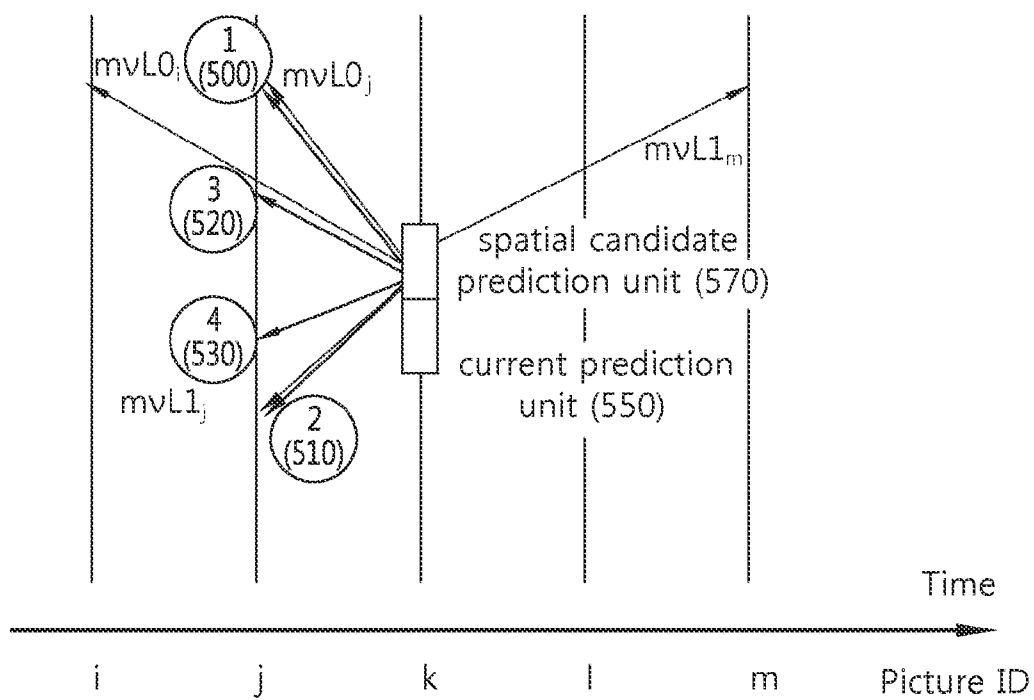 1
(500)
mvL0i
mvL0j
mvL1m
3
(520)
spatial candidate
prediction unit (570)
4
(530)
current prediction
unit (550)
mvL1j
2
(510)
Time
i j k l m Picture ID